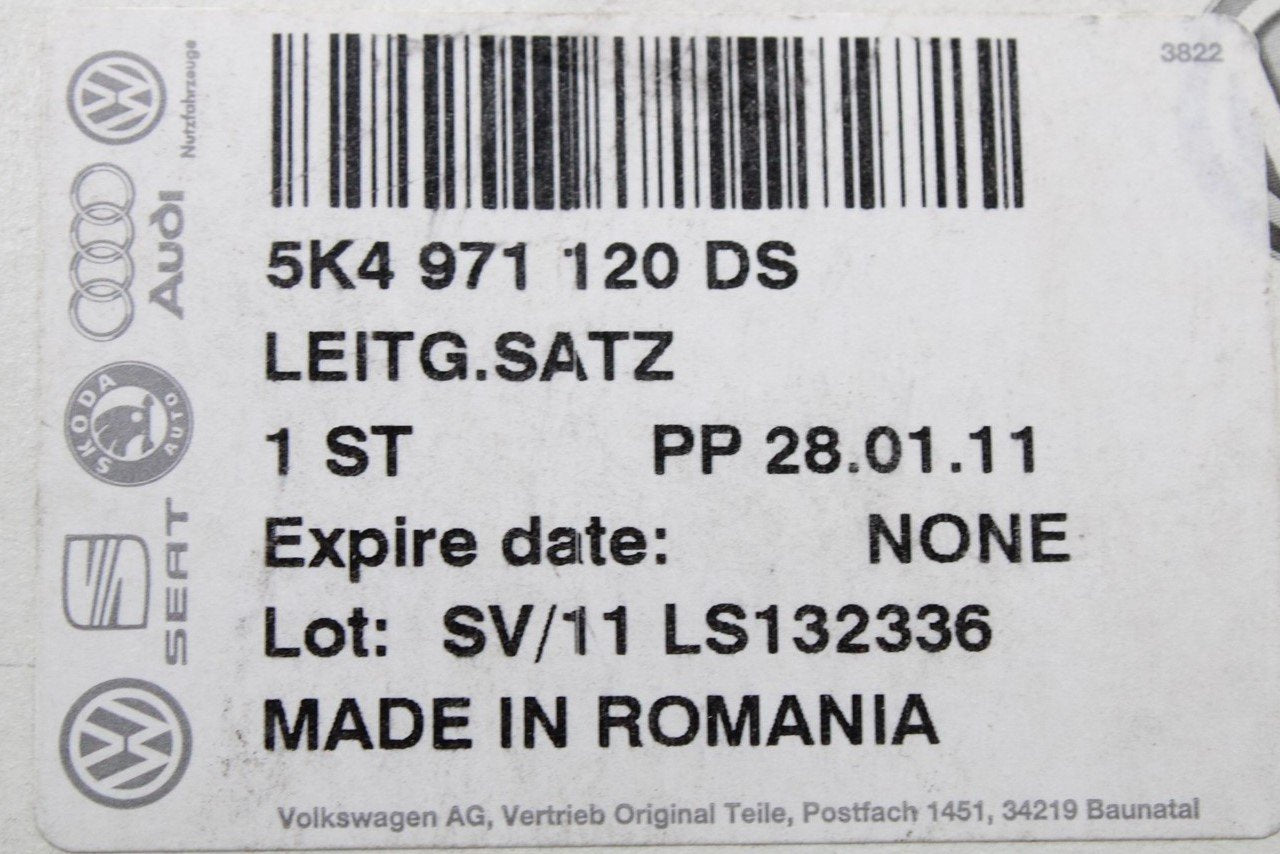 3822
5K4 971 120 DS
LEITG.SATZ
1 ST PP 28.01.11
Expire date: NONE
Lot: SV/11 LS132336
MADE IN ROMANIA
Volkswagen AG, Vertrieb Original Teile, Postfach 1451, 34219 Baunatal
Nutzfahrzeuge
Audi
SKODA AUTO
SEAT